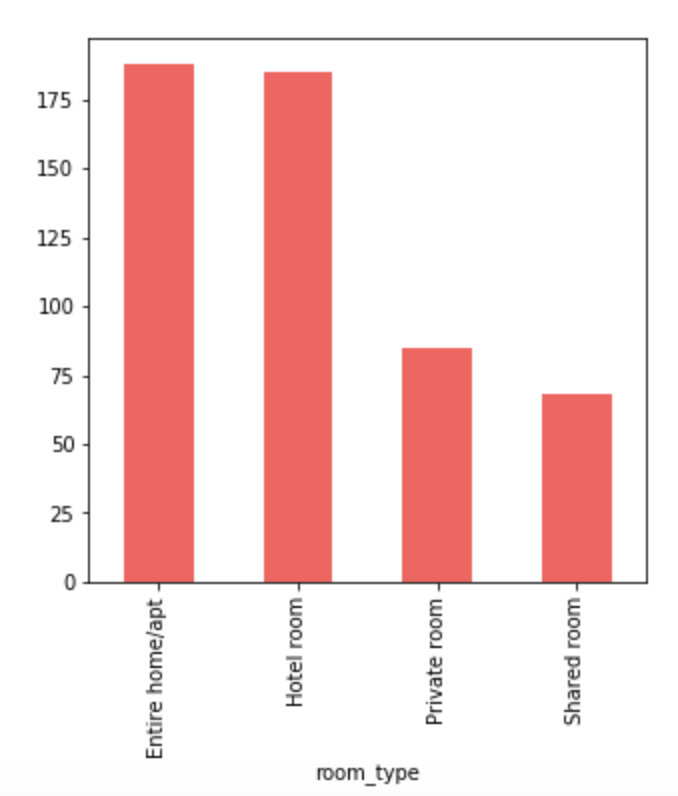 175
150
125
100
75
50
25
0
Entire home/apt
Hotel room
Private room
Shared room
room_type